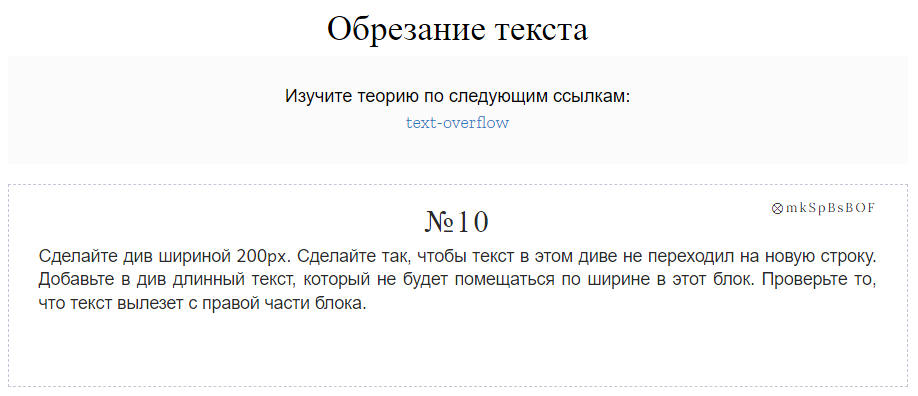 Обрезание текста
Изучите теорию по следующим ссылкам:
text-overflow
⊗mkSpBsBOF
№10
Сделайте див шириной 200px. Сделайте так, чтобы текст в этом диве не переходил на новую строку.
Добавьте в див длинный текст, который не будет помещаться по ширине в этот блок. Проверьте то,
что текст вылезет с правой части блока.